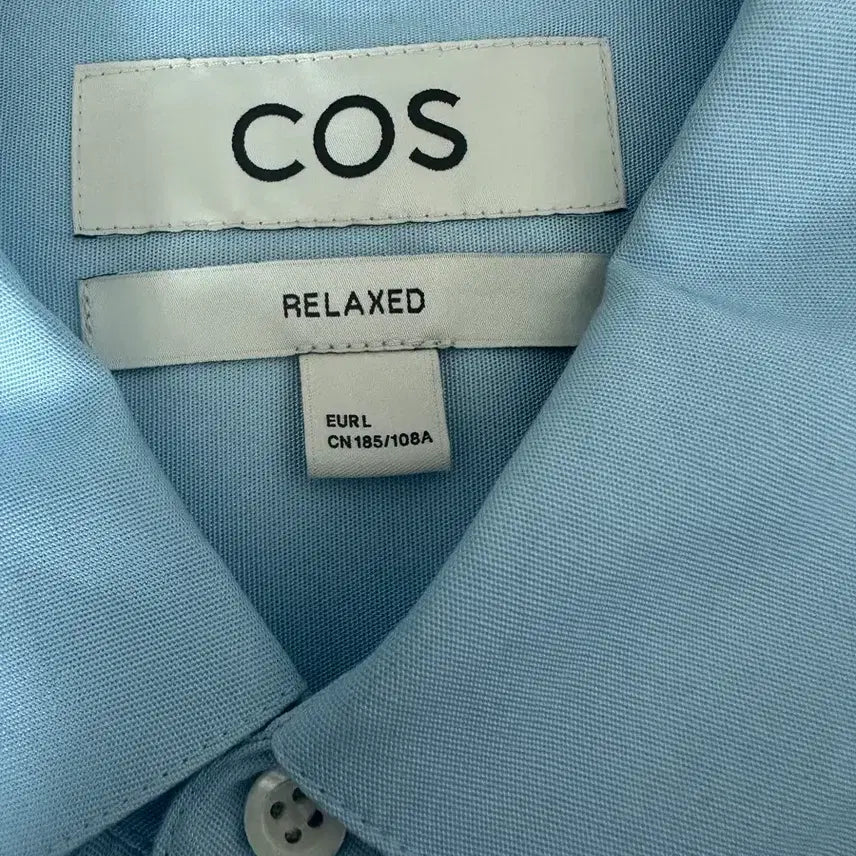 COS
RELAXED
EUR L
CN 185/108A